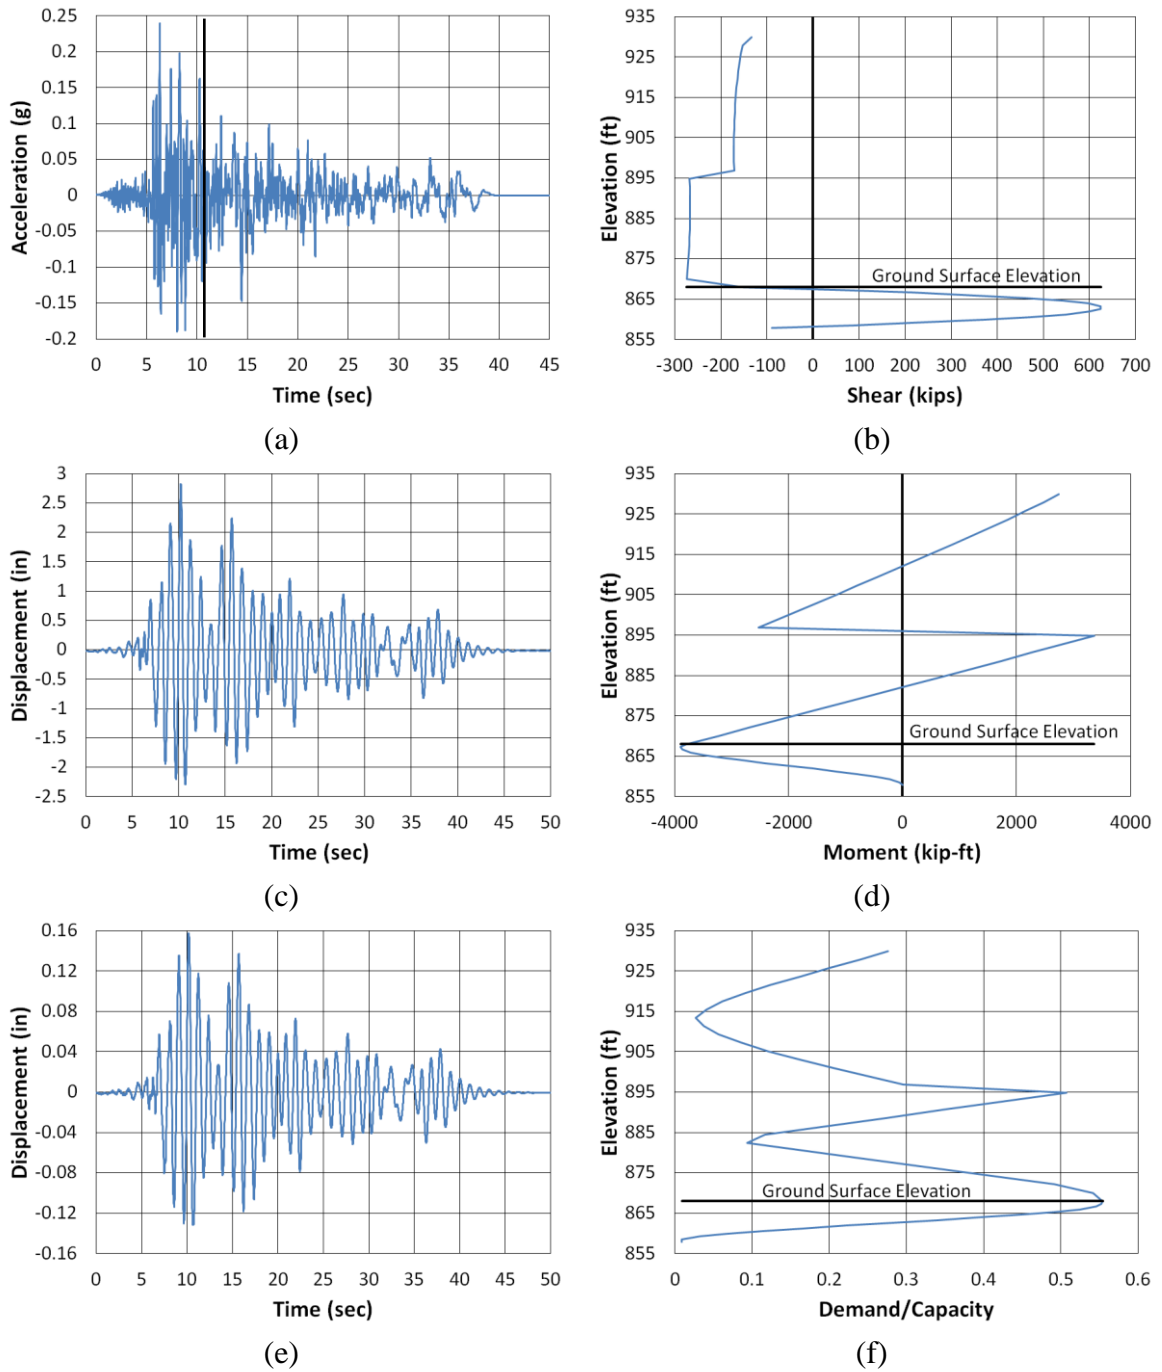 0.25
0.2
0.15
0.1
0.05
0
-0.05
-0.1
-0.15
-0.2
Acceleration (g)
0 5 10 15 20 25 30 35 40 45
Time (sec)
(a)
935
925
915
905
895
885
875
865
855
Elevation (ft)
Ground Surface Elevation
-300 -200 -100 0 100 200 300 400 500 600 700
Shear (kips)
(b)
3
2.5
2
1.5
1
0.5
0
-0.5
-1
-1.5
-2
-2.5
Displacement (in)
0 5 10 15 20 25 30 35 40 45 50
Time (sec)
(c)
935
925
915
905
895
885
875
865
855
Elevation (ft)
Ground Surface Elevation
-4000 -2000 0 2000 4000
Moment (kip-ft)
(d)
0.16
0.12
0.08
0.04
0
-0.04
-0.08
-0.12
-0.16
Displacement (in)
0 5 10 15 20 25 30 35 40 45 50
Time (sec)
(e)
935
925
915
905
895
885
875
865
855
Elevation (ft)
Ground Surface Elevation
0 0.1 0.2 0.3 0.4 0.5 0.6
Demand/Capacity
(f)